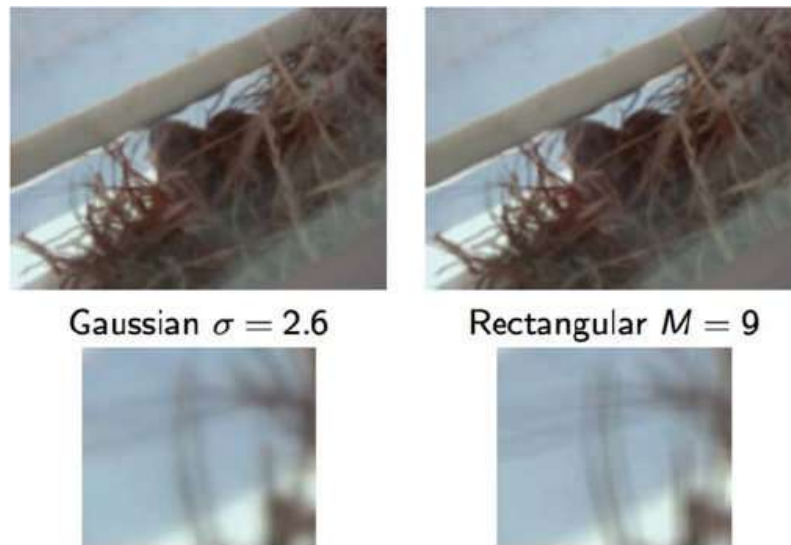 Gaussian σ = 2.6
Rectangular M = 9